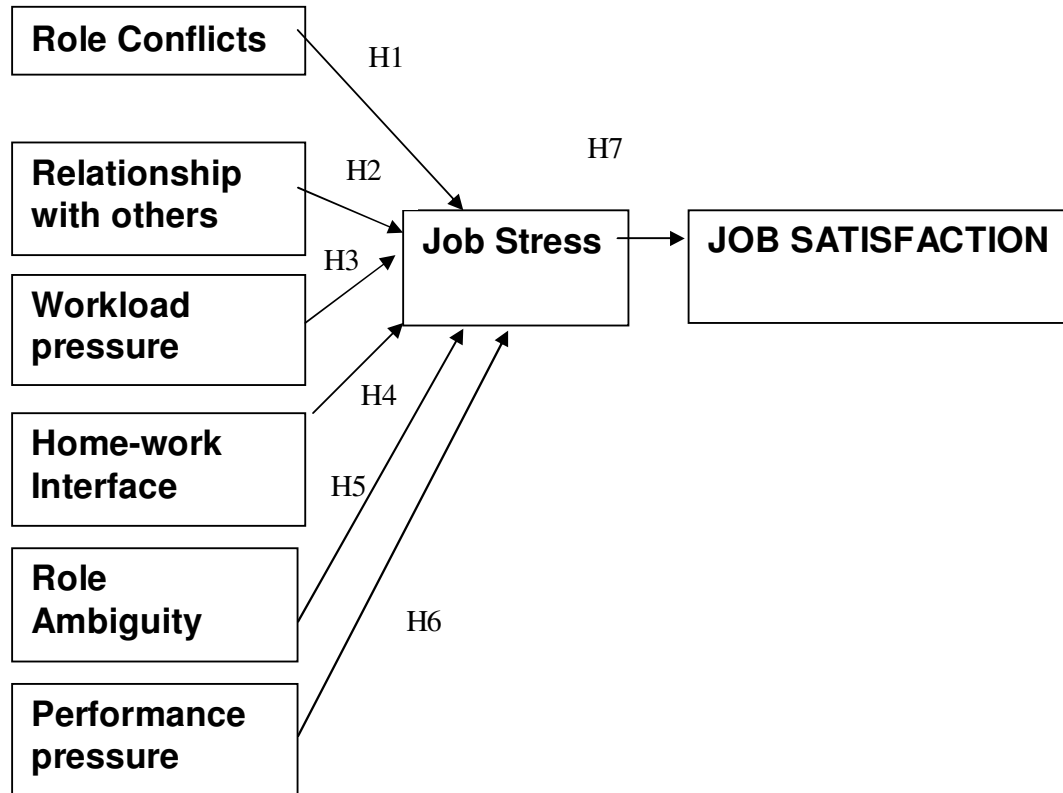 Role Conflicts
H1
Relationship
with others
H2
H7
Job Stress
JOB SATISFACTION
H3
Workload
pressure
H4
Home-work
Interface
H5
Role
Ambiguity
H6
Performance
pressure